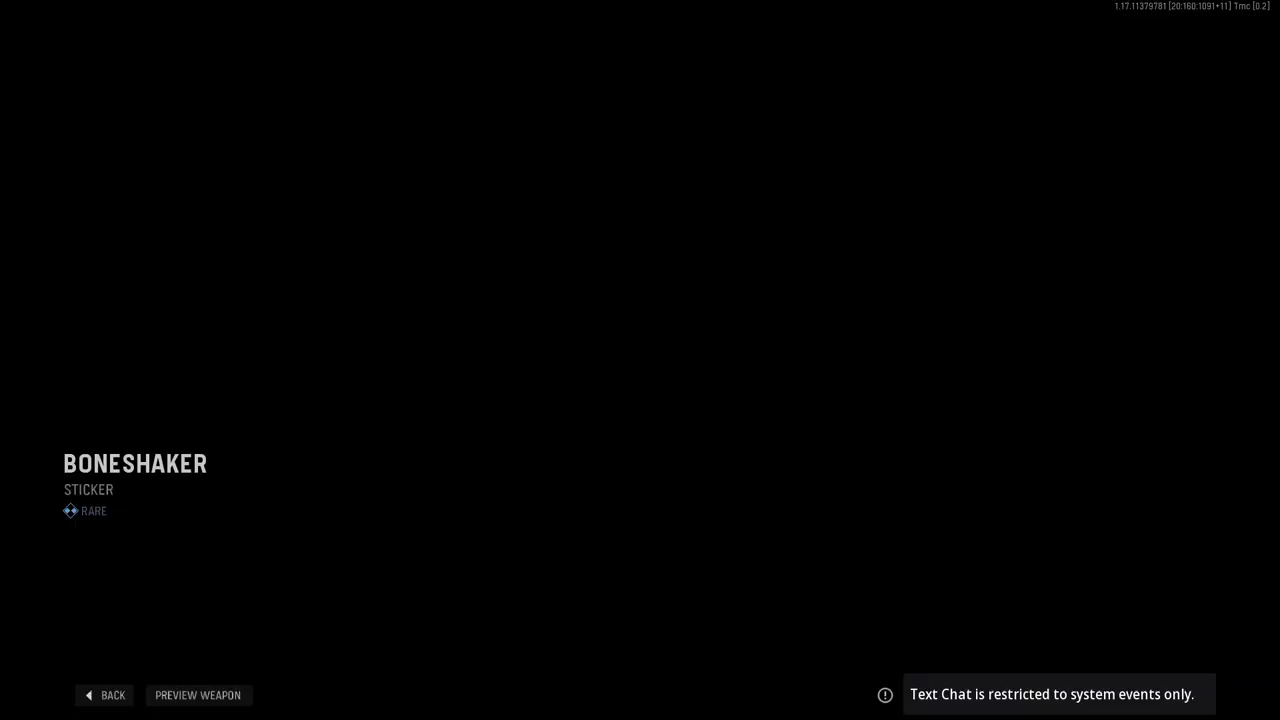 1.17.11379781 [20:160:1091+11] Tmc [0.2]
BONESHAKER
STICKER
RARE
BACK
PREVIEW WEAPON
Text Chat is restricted to system events only.